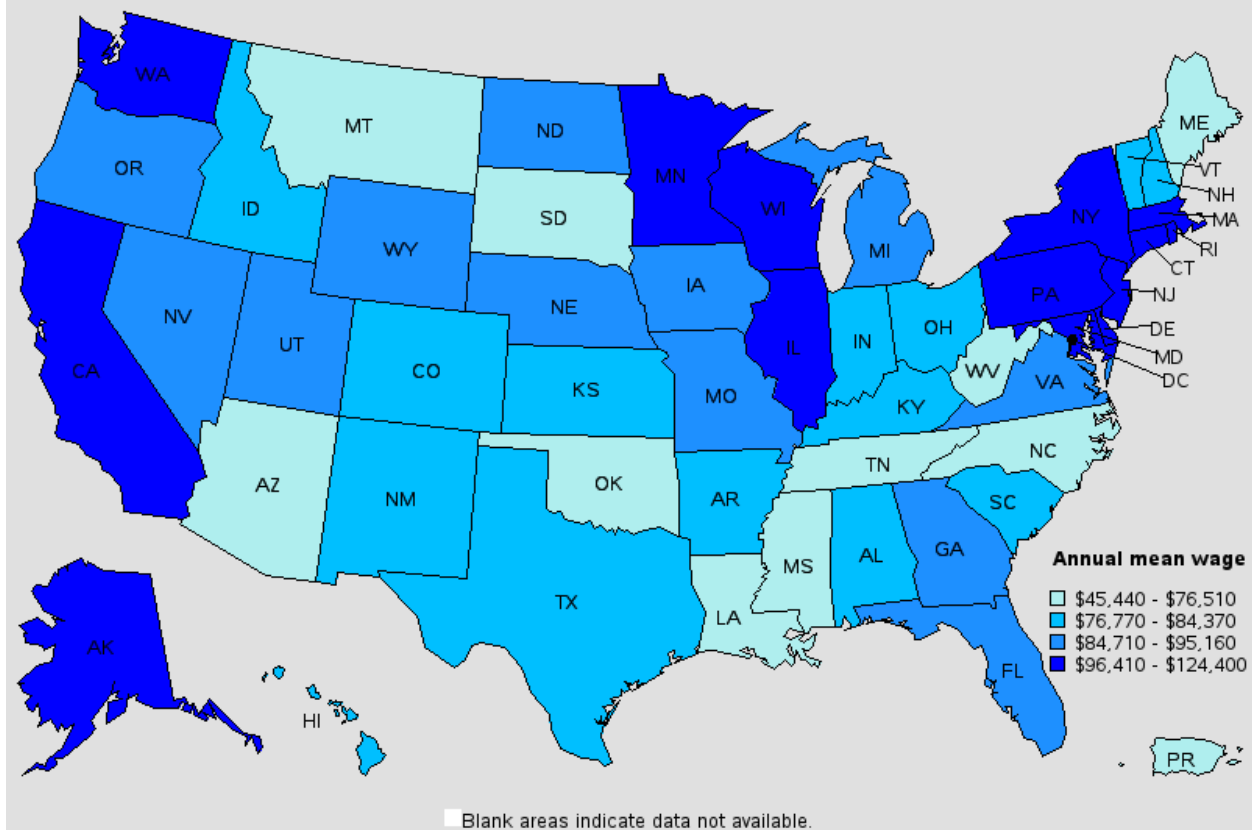 WA
MT
ND
MN
ME
VT
NH
MA
RI
CT
NJ
DE
MD
DC
OR
ID
WY
SD
WI
MI
NY
PA
NV
UT
CO
NE
IA
IL
IN
OH
WV
VA
CA
KS
MO
KY
AZ
NM
OK
AR
TN
NC
SC
TX
LA
MS
AL
GA
FL
AK
HI
PR
Annual mean wage
$45,440 - $76,510
$76,770 - $84,370
$84,710 - $95,160
$96,410 - $124,400
Blank areas indicate data not available.